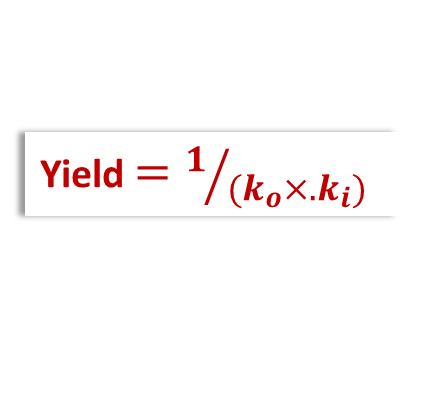 Yield = 1/(kₒ×.kᵢ)